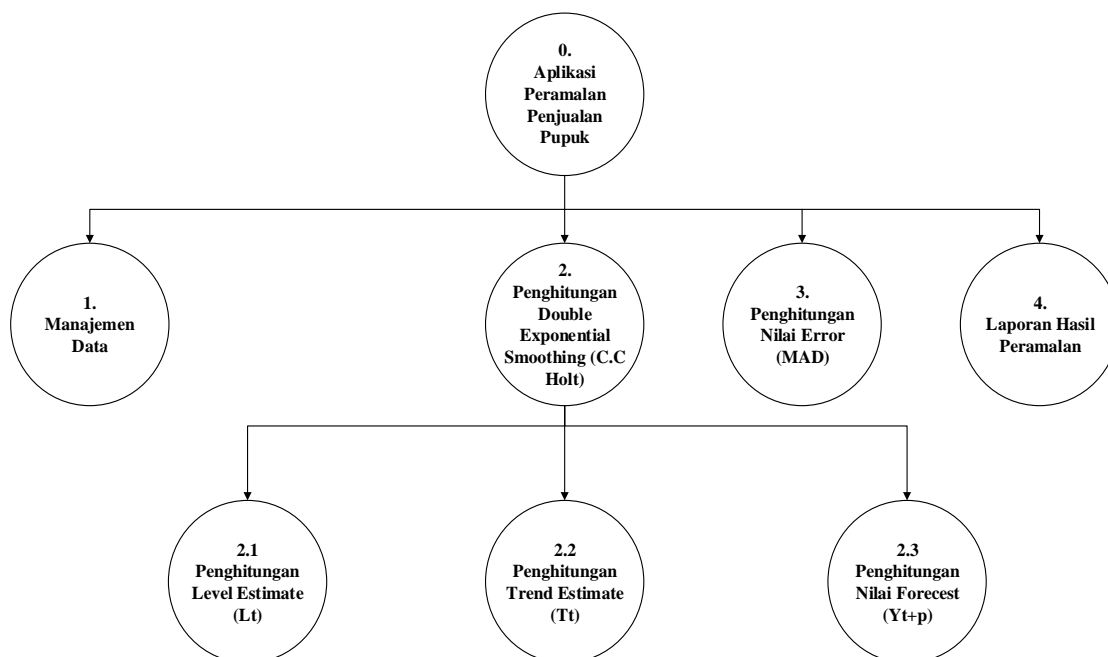 0.
Aplikasi
Peramalan
Penjualan
Pupuk
1.
Manajemen
Data
2.
Penghitungan
Double
Exponential
Smoothing (C.C
Holt)
3.
Penghitungan
Nilai Error
(MAD)
4.
Laporan Hasil
Peramalan
2.1
Penghitungan
Level Estimate
(Lt)
2.2
Penghitungan
Trend Estimate
(Tt)
2.3
Penghitungan
Nilai Forecest
(Yt+p)